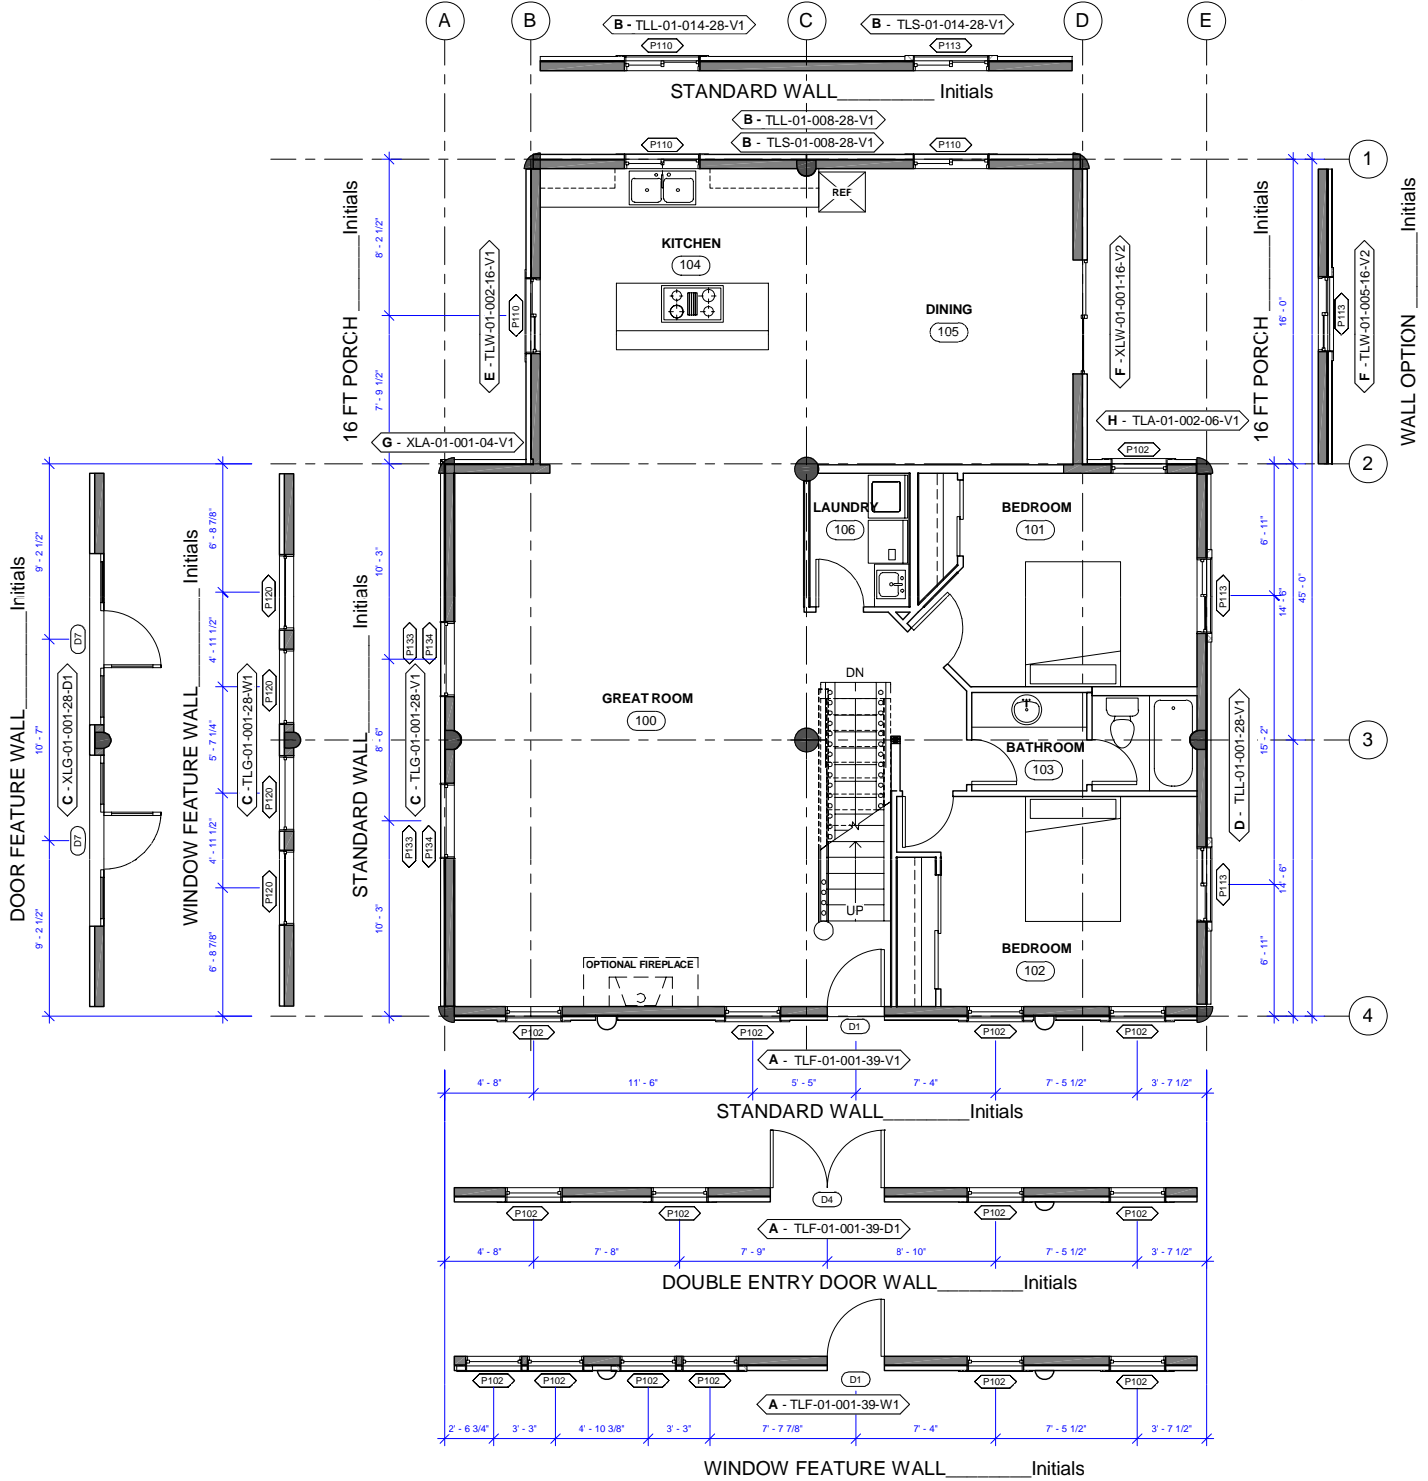 A
B
C
D
E
B - TLL-01-014-28-V1
B - TLS-01-014-28-V1
P110
P113
STANDARD WALL_________ Initials
B - TLL-01-008-28-V1
B - TLS-01-008-28-V1
P110
P110
1
REF
KITCHEN
104
DINING
105
8' - 2 1/2"
7' - 9 1/2"
16 FT PORCH ______Initials
E - TLW-01-002-16-V1
P110
F - XLW-01-001-16-V2
16 FT PORCH ______Initials
16' - 0"
45' - 0"
P113
F - TLW-01-005-16-V2
WALL OPTION ______Initials
G - XLA-01-001-04-V1
H - TLA-01-002-06-V1
P102
2
LAUNDRY
106
BEDROOM
101
DOOR FEATURE WALL______Initials
9' - 2 1/2"
10' - 7"
9' - 2 1/2"
D7
D7
C - XLG-01-001-28-D1
WINDOW FEATURE WALL_________Initials
6' - 8 7/8"
4' - 11 1/2"
5' - 7 1/4"
4' - 11 1/2"
6' - 8 7/8"
C - TLG-01-001-28-W1
P120
P120
P120
P120
STANDARD WALL_________Initials
10' - 3"
8' - 6"
10' - 3"
P133
P134
C - TLG-01-001-28-V1
P133
P134
GREAT ROOM
100
DN
UP
BATHROOM
103
3
P113
D - TLL-01-001-28-V1
P113
6' - 11"
14' - 6"
15' - 2"
14' - 6"
6' - 11"
BEDROOM
102
OPTIONAL FIREPLACE
4
P102
P102
D1
P102
P102
A - TLF-01-001-39-V1
4' - 8"
11' - 6"
5' - 5"
7' - 4"
7' - 5 1/2"
3' - 7 1/2"
STANDARD WALL________Initials
D4
P102
P102
P102
P102
A - TLF-01-001-39-D1
4' - 8"
7' - 8"
7' - 9"
8' - 10"
7' - 5 1/2"
3' - 7 1/2"
DOUBLE ENTRY DOOR WALL________Initials
P102
P102
P102
P102
D1
P102
P102
A - TLF-01-001-39-W1
2' - 6 3/4"
3' - 3"
4' - 10 3/8"
3' - 3"
7' - 7 7/8"
7' - 4"
7' - 5 1/2"
3' - 7 1/2"
WINDOW FEATURE WALL________Initials